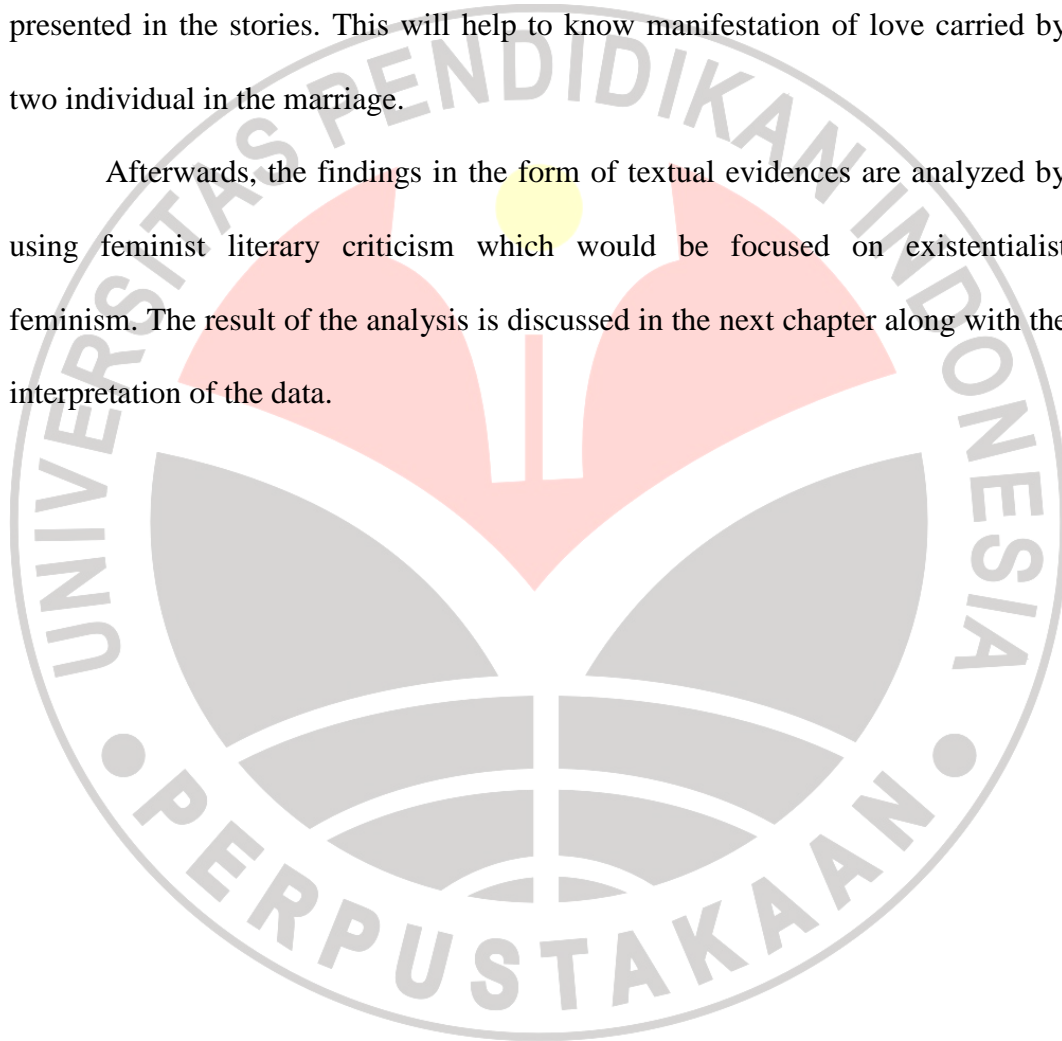 presented in the stories. This will help to know manifestation of love carried by
two individual in the marriage.
Afterwards, the findings in the form of textual evidences are analyzed by
using feminist literary criticism which would be focused on existentialist
feminism. The result of the analysis is discussed in the next chapter along with the
interpretation of the data.
UNIVERSITAS PENDIDIKAN INDONESIA
PERPUSTAKAAN